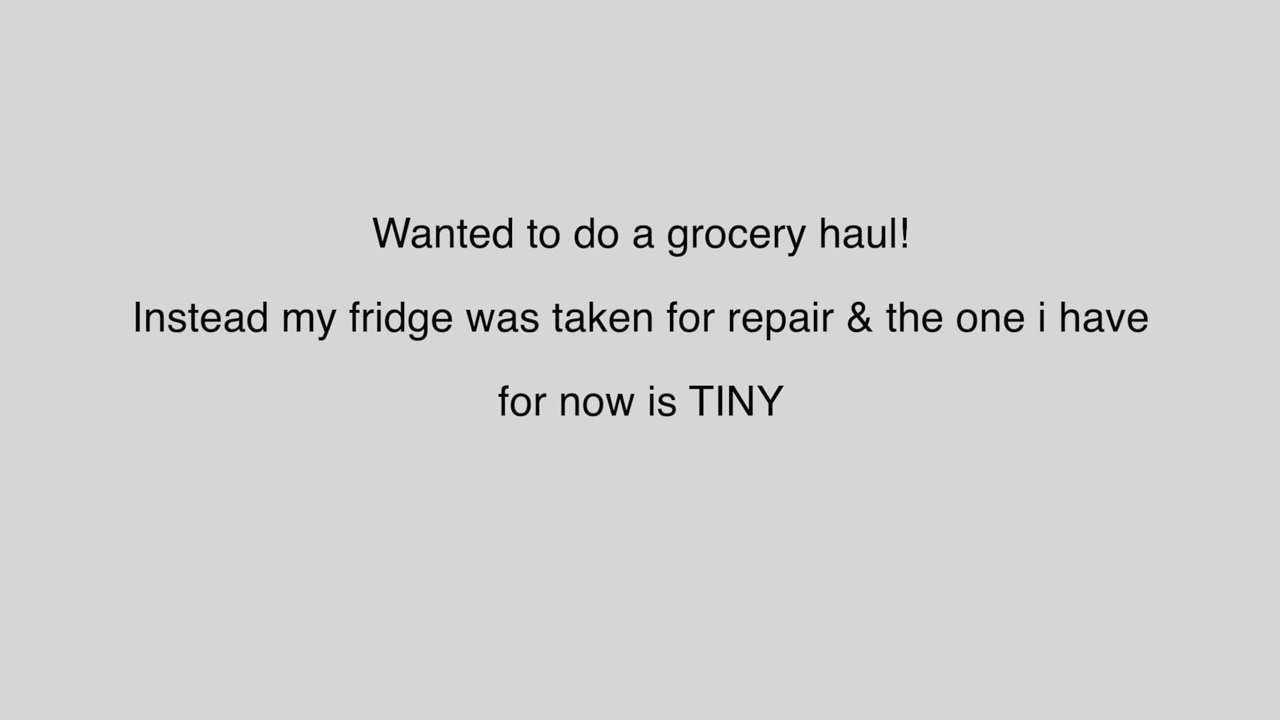 Wanted to do a grocery haul!
Instead my fridge was taken for repair & the one i have
for now is TINY